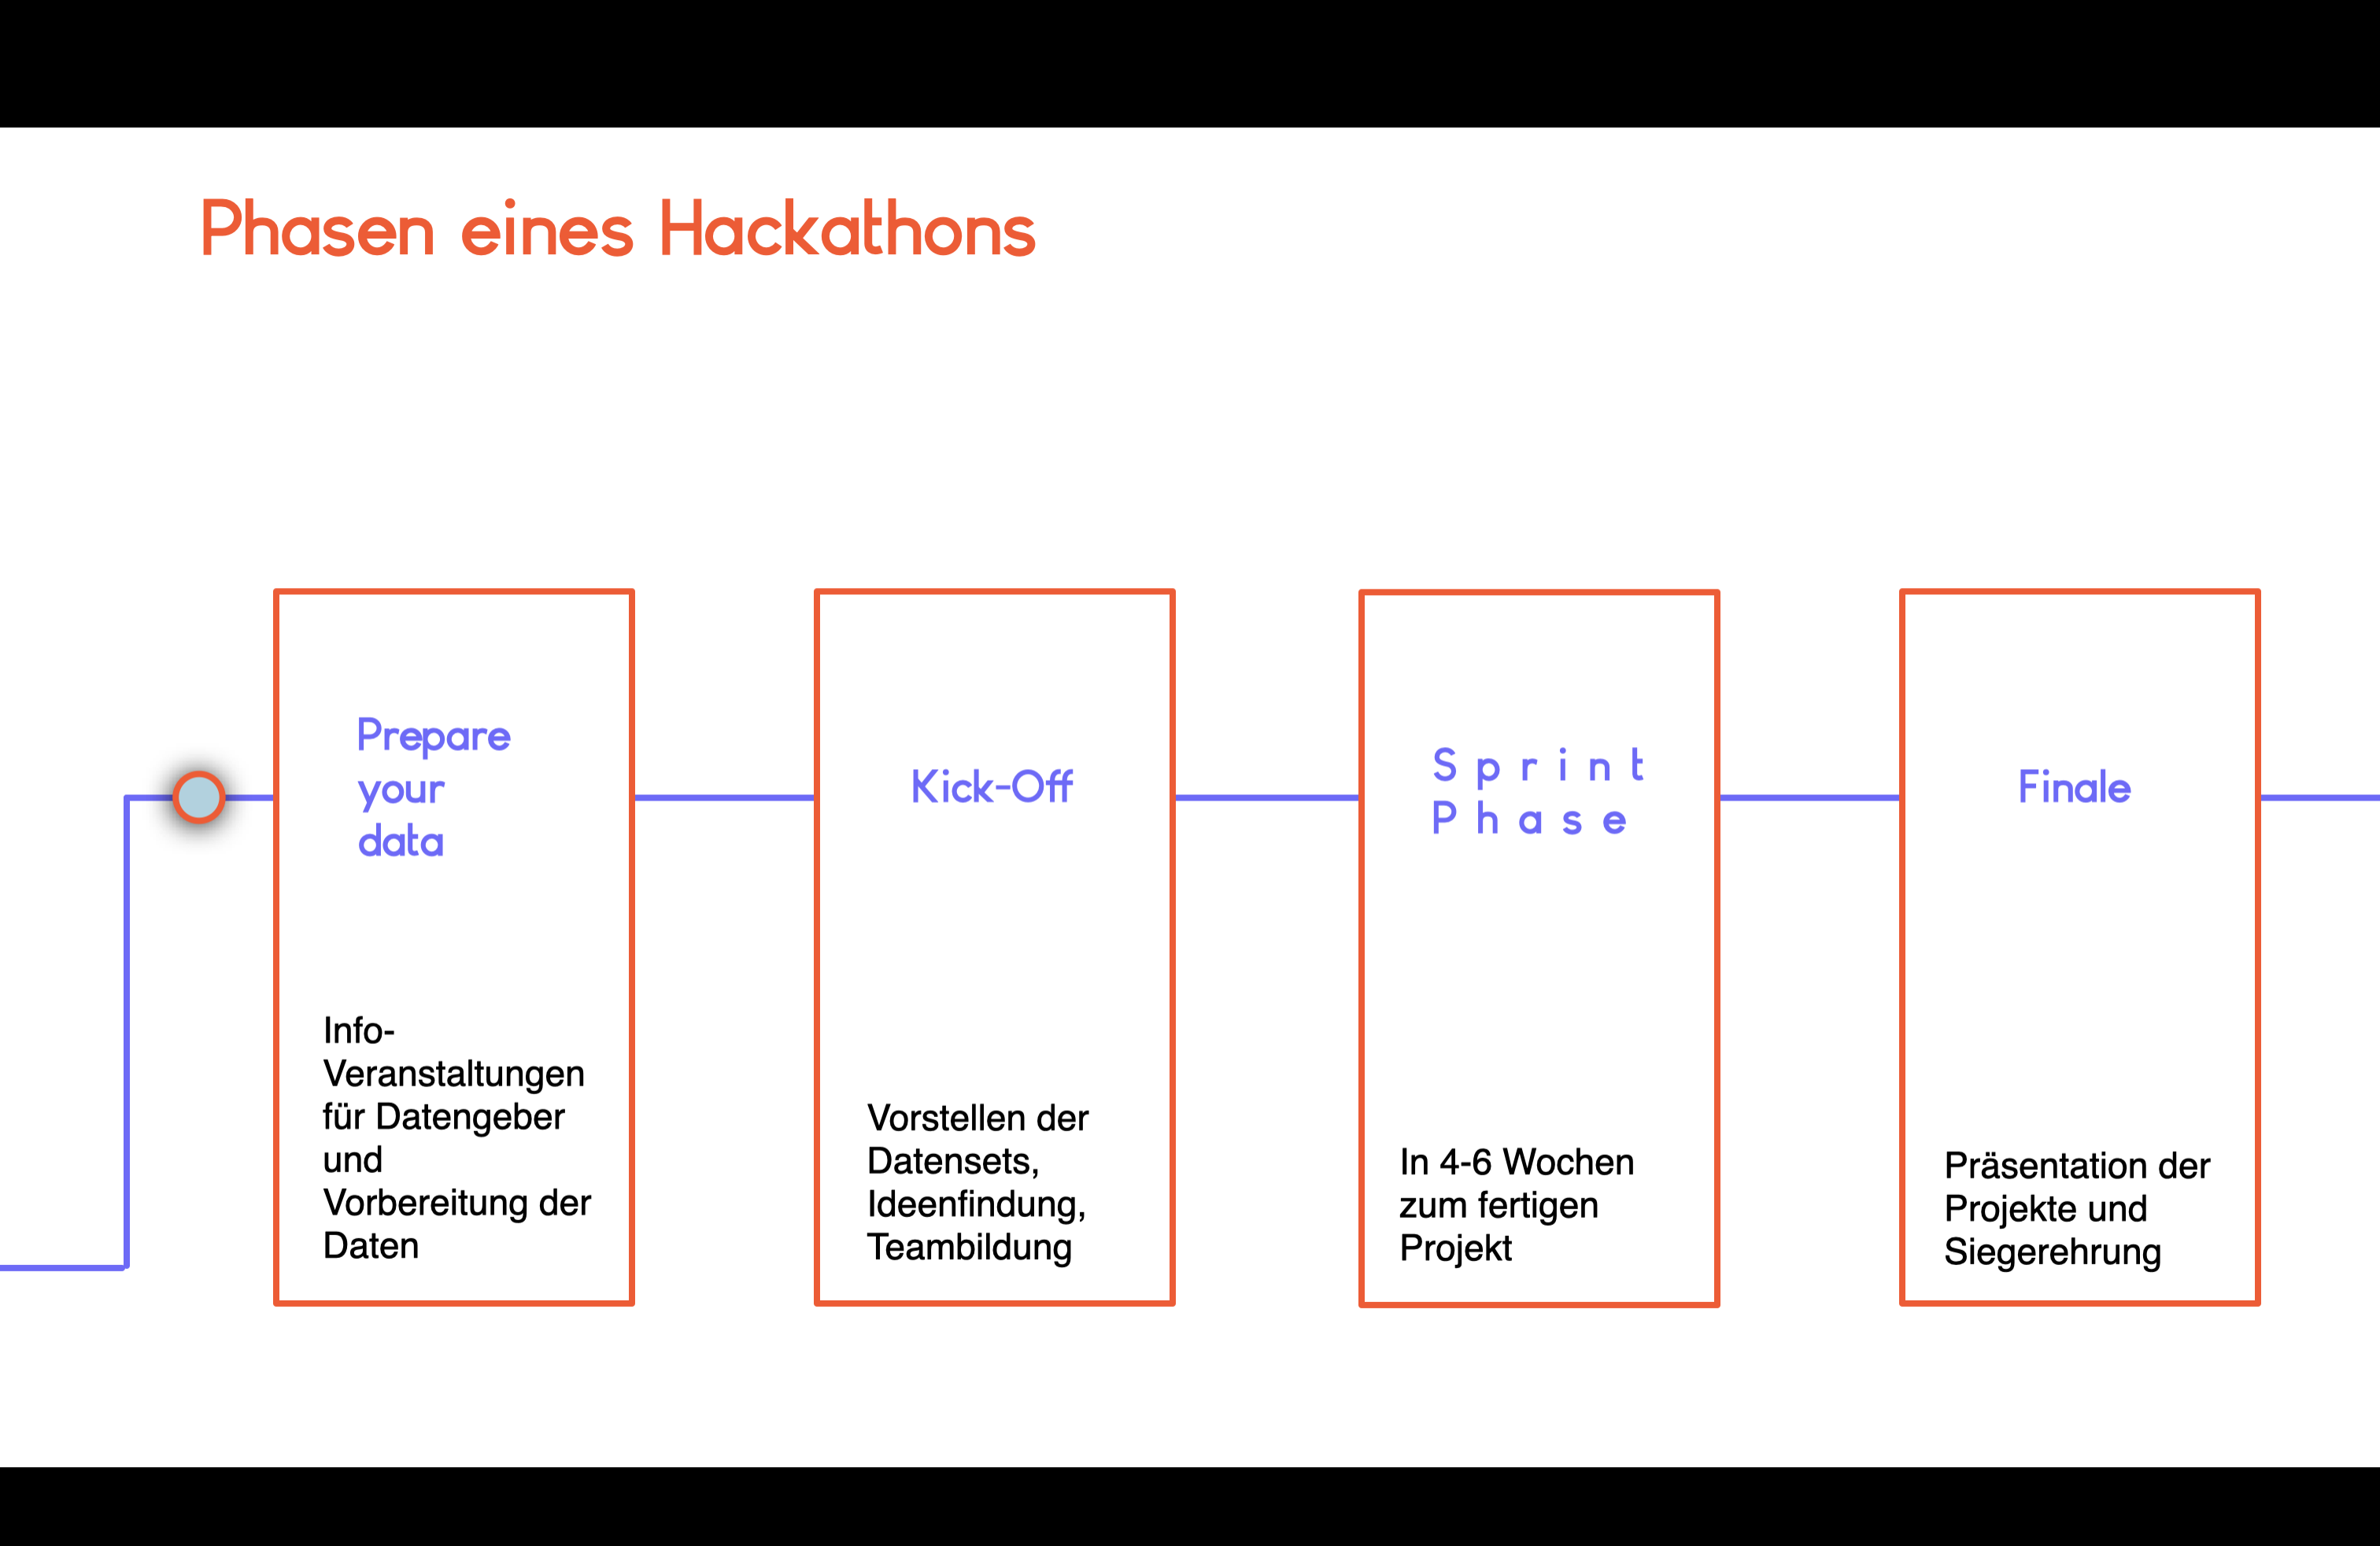 Phasen eines Hackathons
Prepare
your
data
Info-
Veranstaltungen
für Datengeber
und
Vorbereitung der
Daten
Kick-Off
Vorstellen der
Datensets,
Ideenfindung,
Teambildung
Sprint
Phase
In 4-6 Wochen
zum fertigen
Projekt
Finale
Präsentation der
Projekte und
Siegerehrung